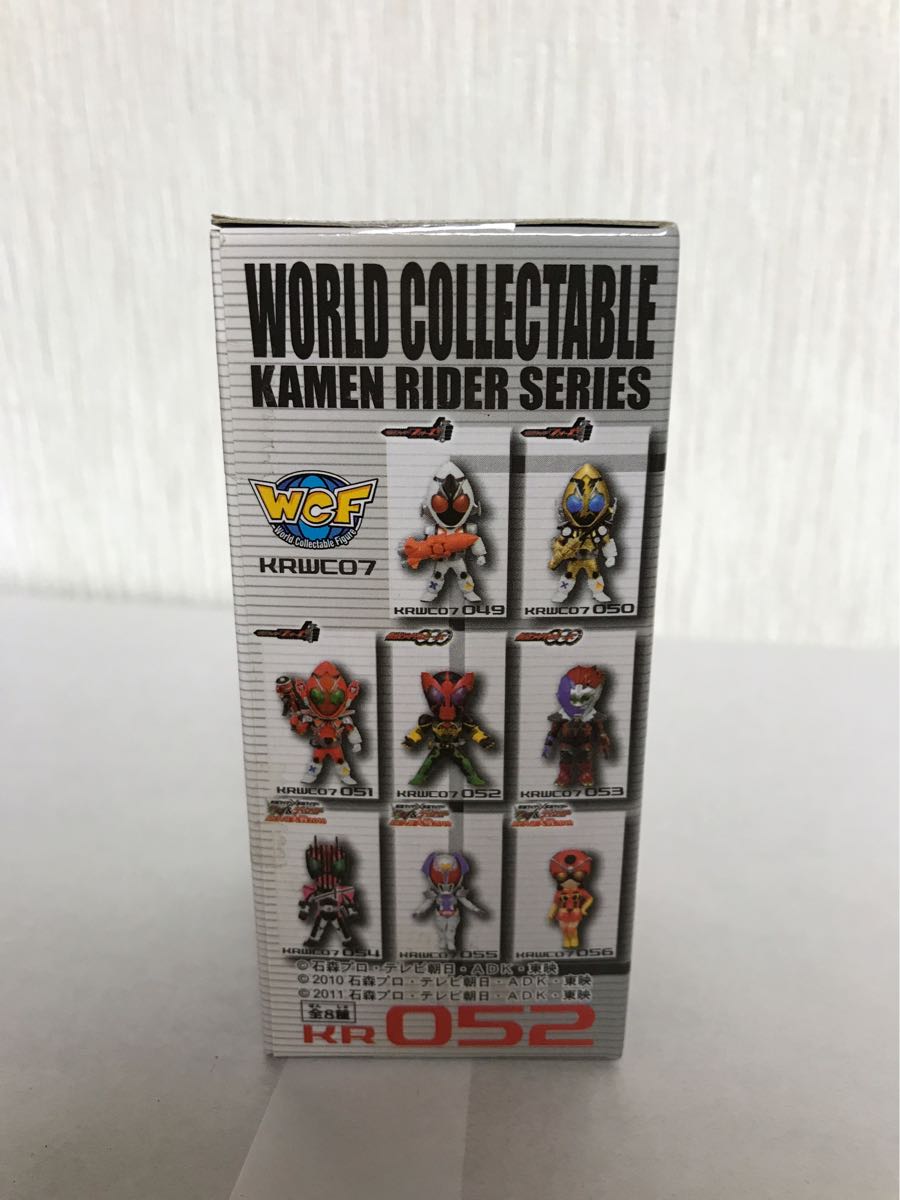 WORLD COLLECTABLE
KAMEN RIDER SERIES
WCF
World Collectable Figure
KRWC07
KRWC07 049
KRWC07 050
KRWC07 051
KRWC07 052
KRWC07 053
KRWC07 054
KRWC07 055
KRWC07 056
©石森プロ・テレビ朝日・ADK・東映
©2010 石森プロ・テレビ朝日・ADK・東映
©2011 石森プロ・テレビ朝日・ADK・東映
全8種
KR052